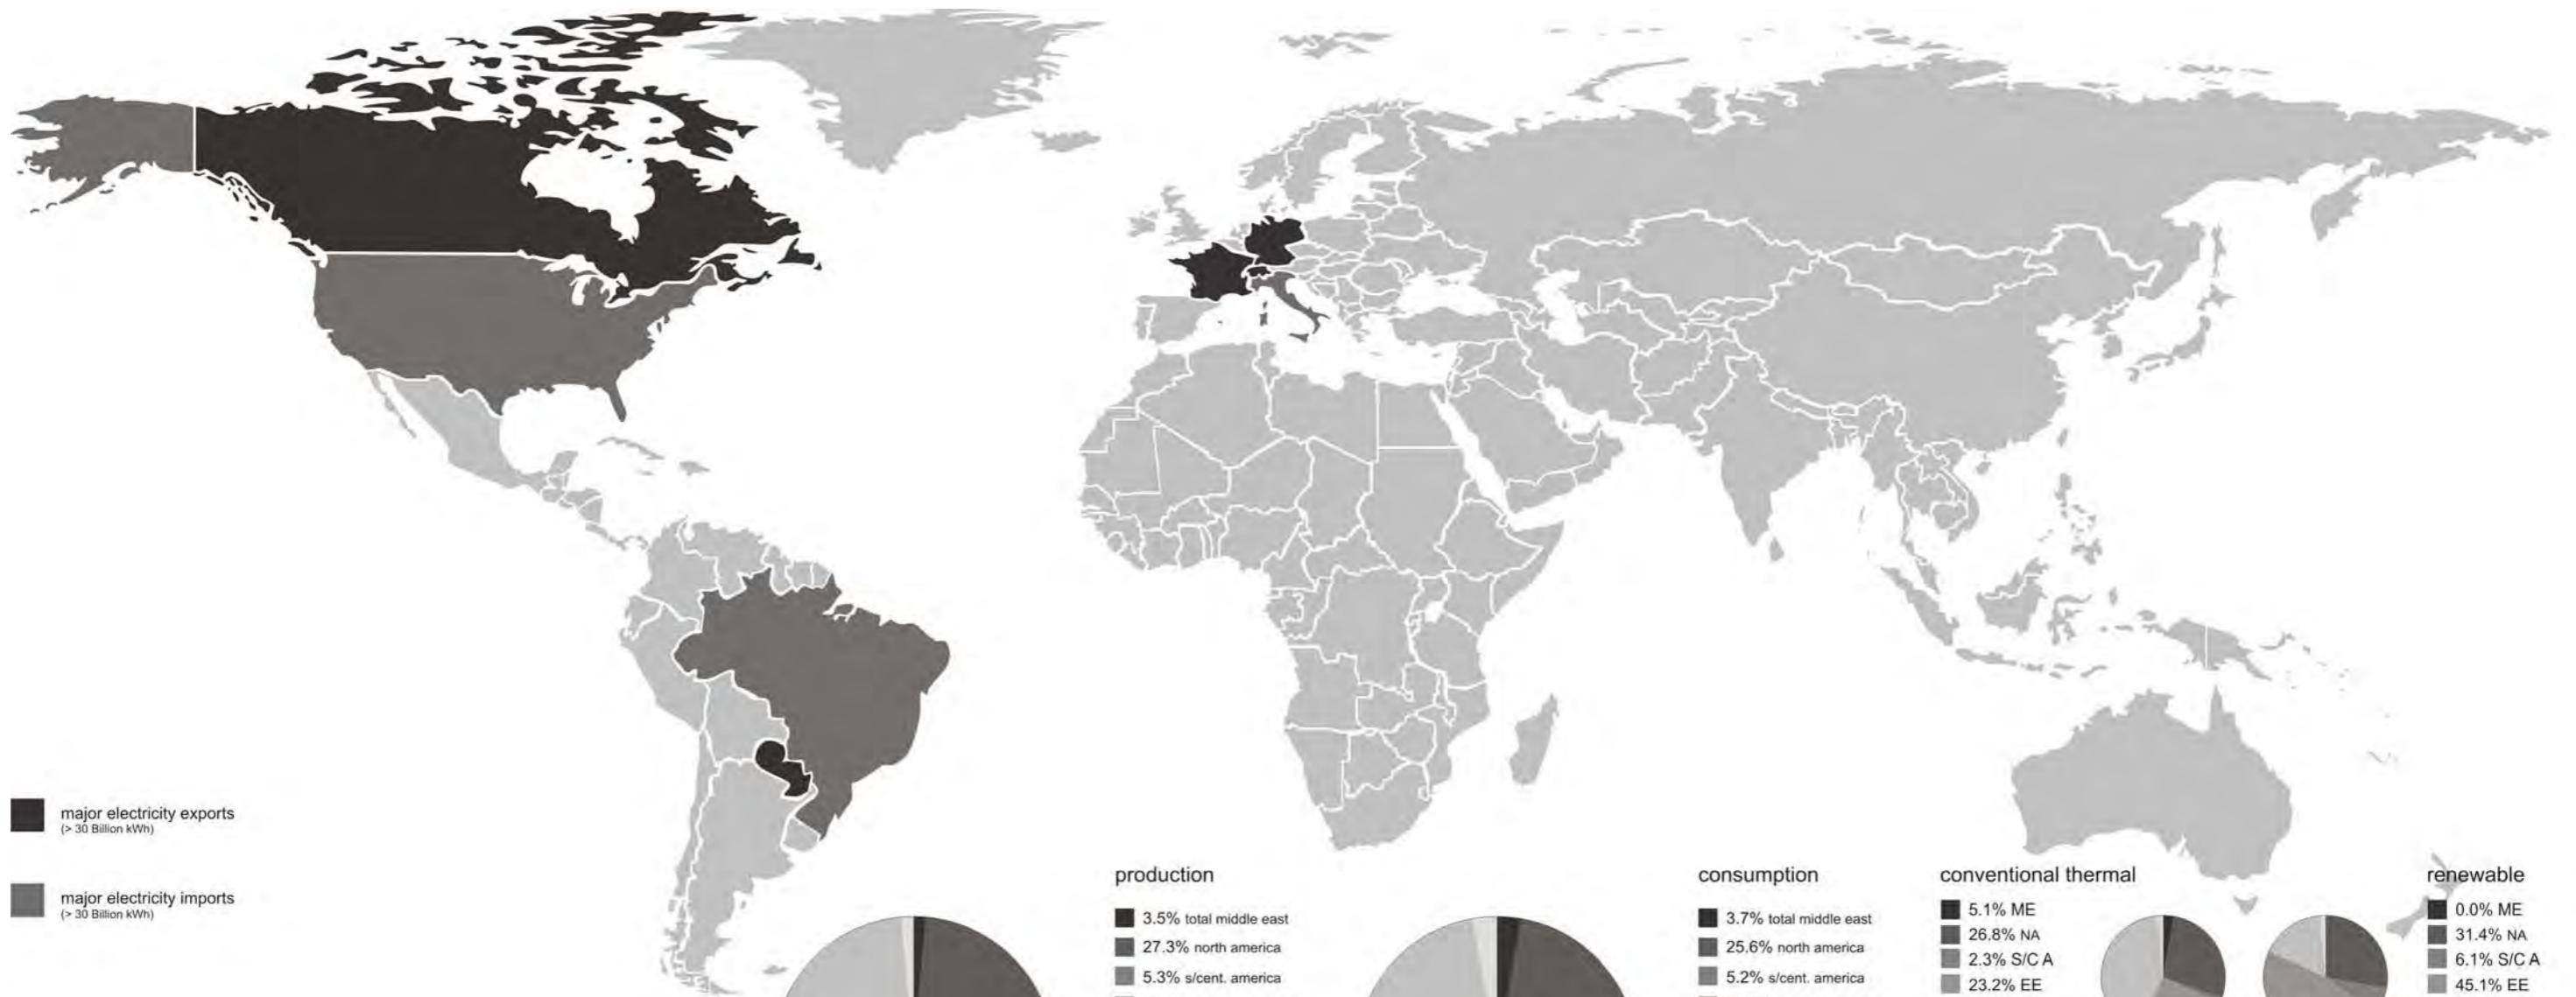 major electricity exports
(> 30 Billion kWh)
major electricity imports
(> 30 Billion kWh)
production
3.5% total middle east
27.3% north america
5.3% s/cent. america
consumption
3.7% total middle east
25.6% north america
5.2% s/cent. america
conventional thermal
5.1% ME
26.8% NA
2.3% S/C A
23.2% EE
renewable
0.0% ME
31.4% NA
6.1% S/C A
45.1% EE